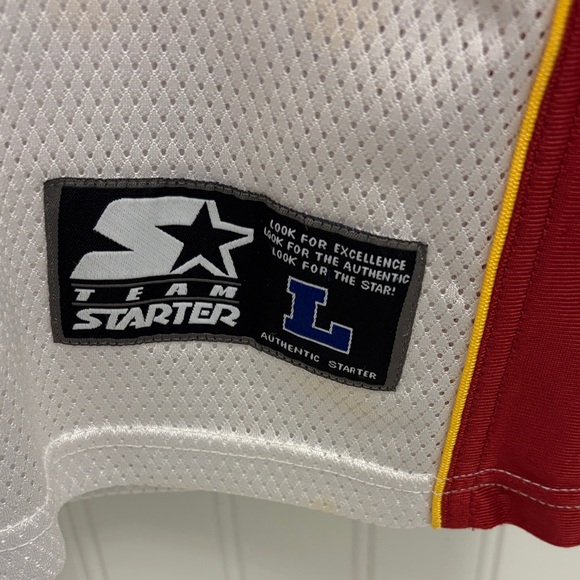 S
TEAM
STARTER
LOOK FOR EXCELLENCE
LOOK FOR THE AUTHENTIC
LOOK FOR THE STAR!
L
AUTHENTIC STARTER